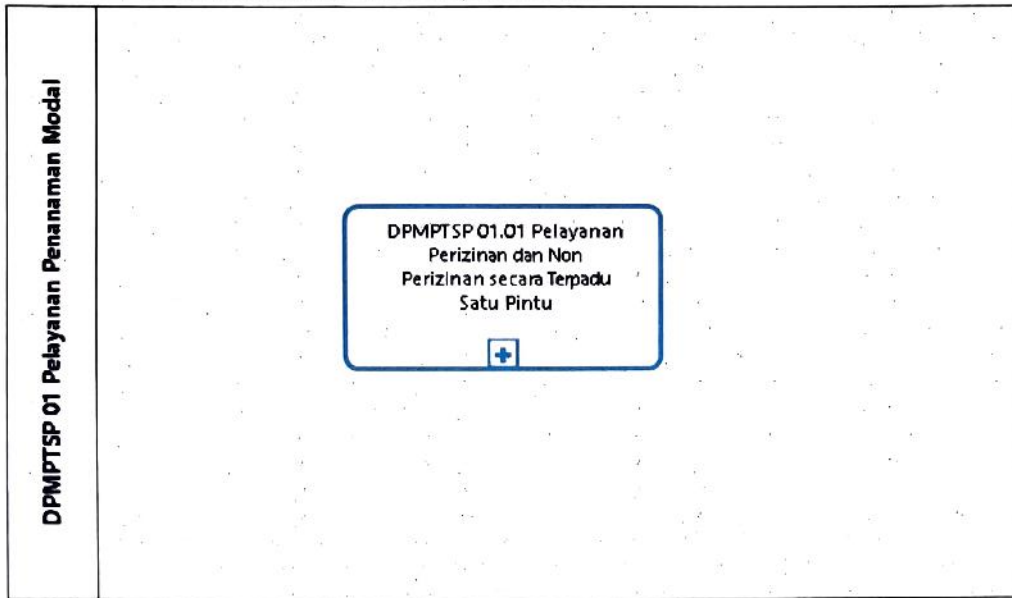 DPMPTSP 01 Pelayanan Penanaman Modal
DPMPTSP 01.01 Pelayanan
Perizinan dan Non
Perizinan secara Terpadu
Satu Pintu